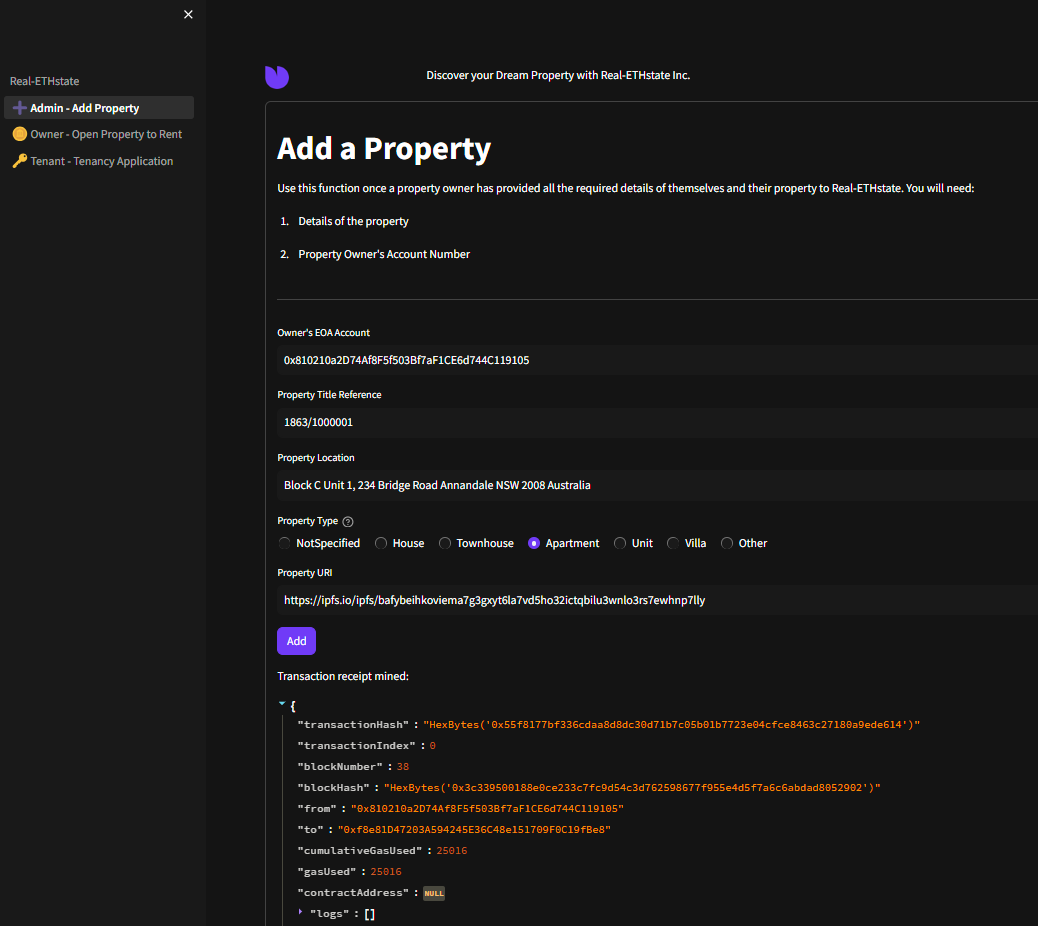 Real-ETHstate
Admin - Add Property
Owner - Open Property to Rent
Tenant - Tenancy Application
Discover your Dream Property with Real-ETHstate Inc.
Add a Property
Use this function once a property owner has provided all the required details of themselves and their property to Real-ETHstate. You will need:
1. Details of the property
2. Property Owner's Account Number
Owner's EOA Account
0x810210a2D74Af8F5f503Bf7aF1CE6d744C119105
Property Title Reference
1863/1000001
Property Location
Block C Unit 1, 234 Bridge Road Annandale NSW 2008 Australia
Property Type
NotSpecified House Townhouse Apartment Unit Villa Other
Property URI
https://ipfs.io/ipfs/bafybeihkoviema7g3gxyt6la7vd5ho32ictqbilu3wnlo3rs7ewhnp7lly
Add
Transaction receipt mined:
{
"transactionHash" : "HexBytes('0x55f8177bf336cdaa8d8dc30d71b7c05b01b7723e04cfce8463c27180a9ede614')"
"transactionIndex" : 0
"blockNumber" : 38
"blockHash" : "HexBytes('0x3c339500188e0ce233c7fc9d54c3d762598677f955e4d5f7a6c6abdad8052902')"
"from" : "0x810210a2D74Af8F5f503Bf7aF1CE6d744C119105"
"to" : "0xf8e81D47203A594245E36C48e151709F0C19fBe8"
"cumulativeGasUsed" : 25016
"gasUsed" : 25016
"contractAddress" : NULL
"logs" : []